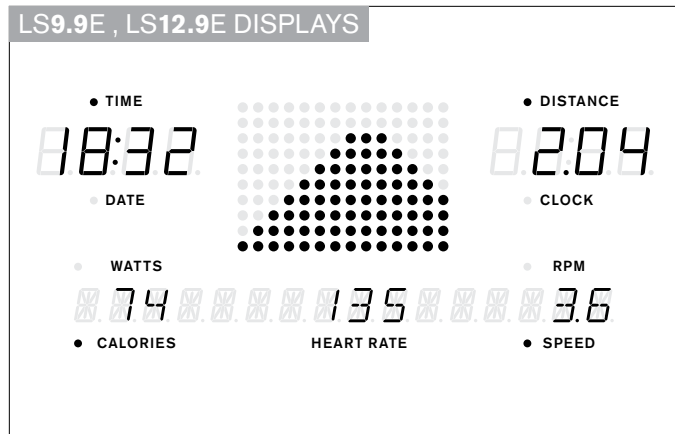 LS9.9E , LS12.9E DISPLAYS
TIME DISTANCE
18:32 2.04
DATE CLOCK
WATTS RPM
74 135 3.6
CALORIES HEART RATE SPEED